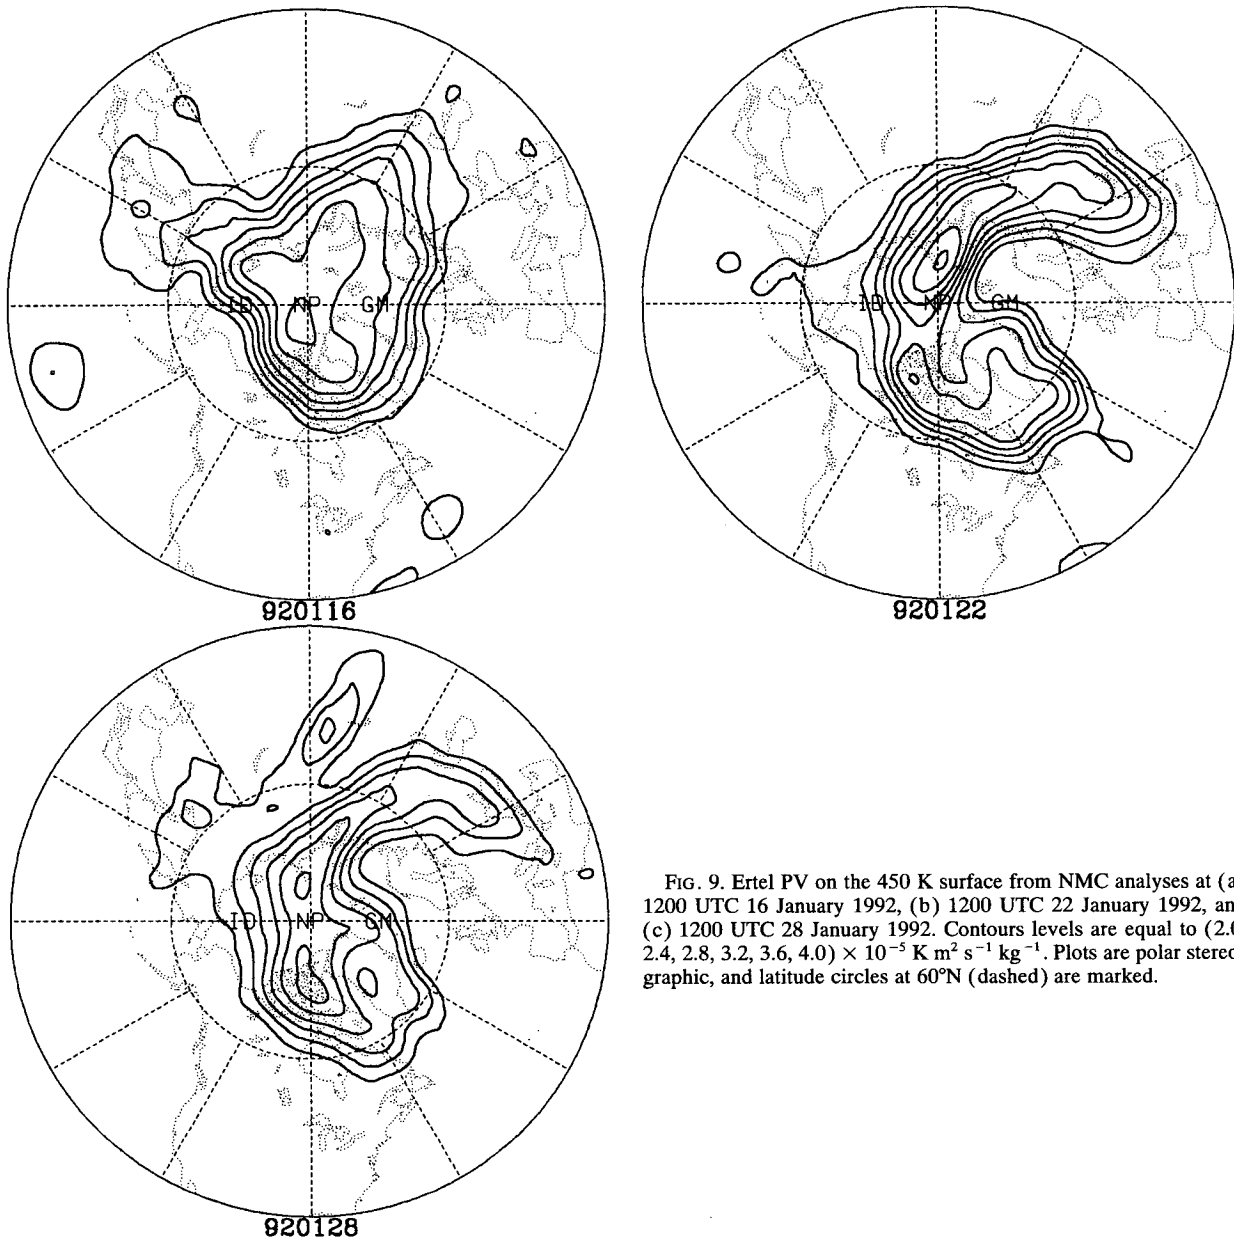 ID NP GM
920116
ID NP GM
920122
ID NP GM
920128
FIG. 9. Ertel PV on the 450 K surface from NMC analyses at (a
1200 UTC 16 January 1992, (b) 1200 UTC 22 January 1992, an
(c) 1200 UTC 28 January 1992. Contours levels are equal to (2.0
2.4, 2.8, 3.2, 3.6, 4.0) × 10⁻⁵ K m² s⁻¹ kg⁻¹. Plots are polar stereo
graphic, and latitude circles at 60°N (dashed) are marked.